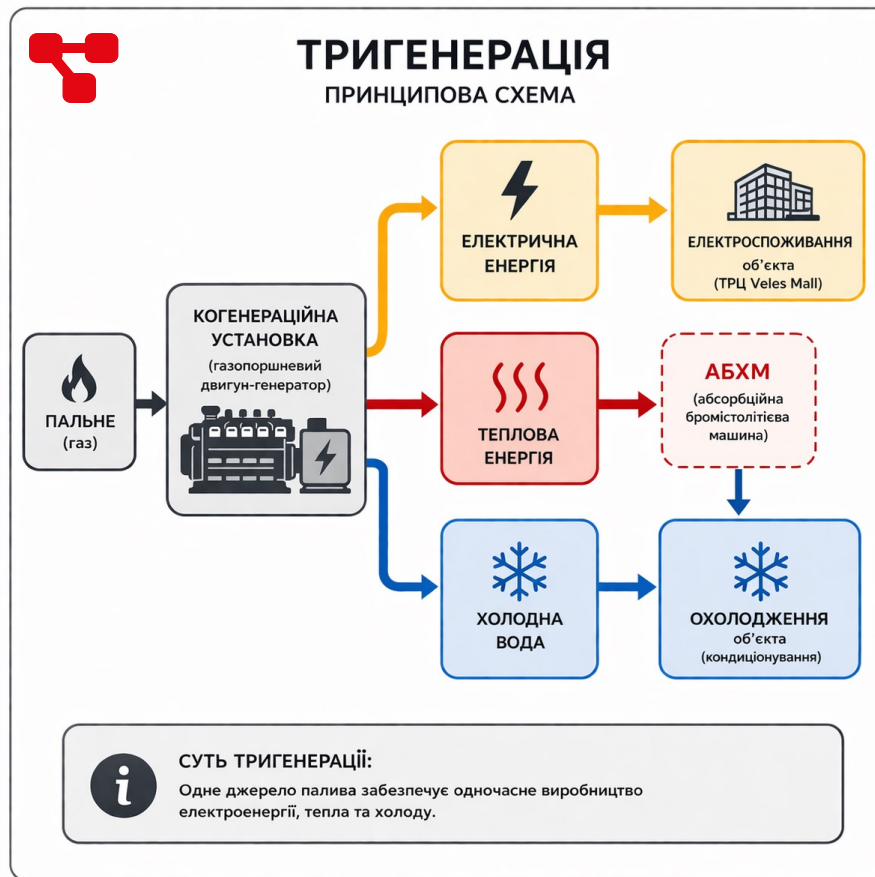 ТРИГЕНЕРАЦІЯ
ПРИНЦИПОВА СХЕМА
ПАЛЬНЕ
(газ)
КОГЕНЕРАЦІЙНА
УСТАНОВКА
(газопоршневий
двигун-генератор)
ЕЛЕКТРИЧНА
ЕНЕРГІЯ
ЕЛЕКТРОСПОЖИВАННЯ
об'єкта
(ТРЦ Veles Mall)
ТЕПЛОВА
ЕНЕРГІЯ
АБХМ
(абсорбційна
бромістолітієва
машина)
ХОЛОДНА
ВОДА
ОХОЛОДЖЕННЯ
об'єкта
(кондиціонування)
СУТЬ ТРИГЕНЕРАЦІЇ:
Одне джерело палива забезпечує одночасне виробництво
електроенергії, тепла та холоду.